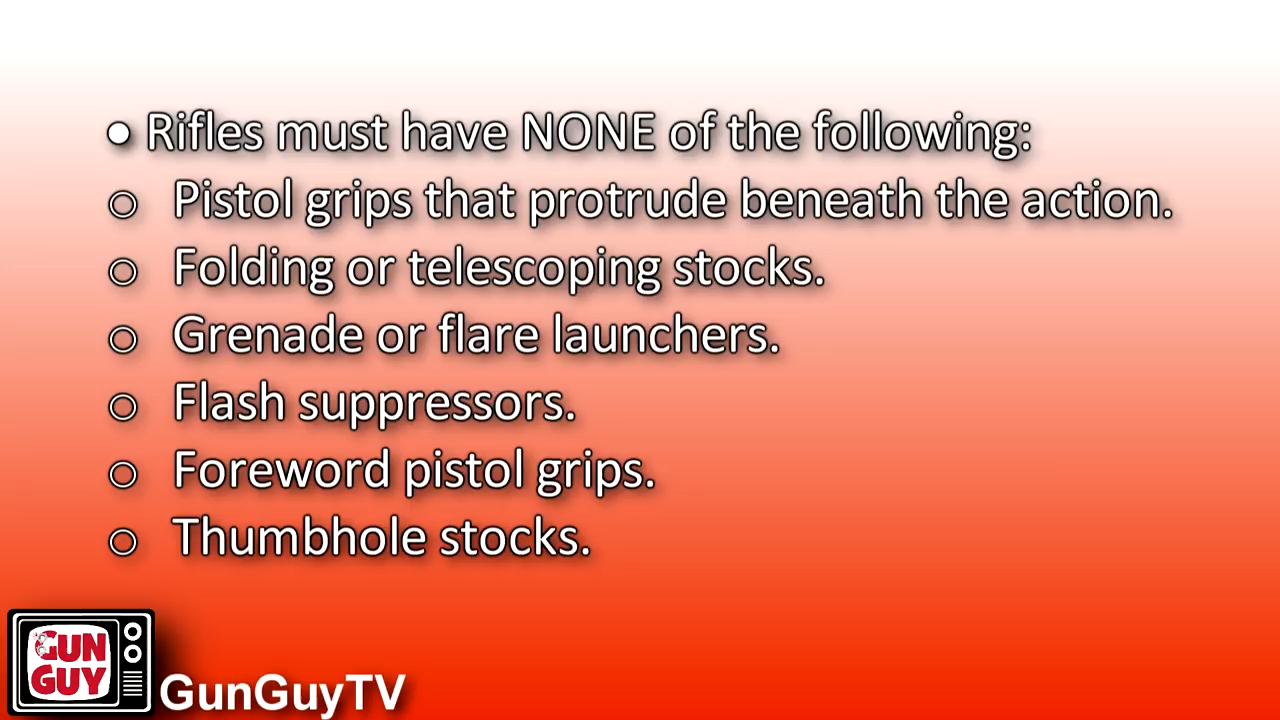 • Rifles must have NONE of the following:
o Pistol grips that protrude beneath the action.
o Folding or telescoping stocks.
o Grenade or flare launchers.
o Flash suppressors.
o Foreword pistol grips.
o Thumbhole stocks.
GUN
GUY
GunGuyTV